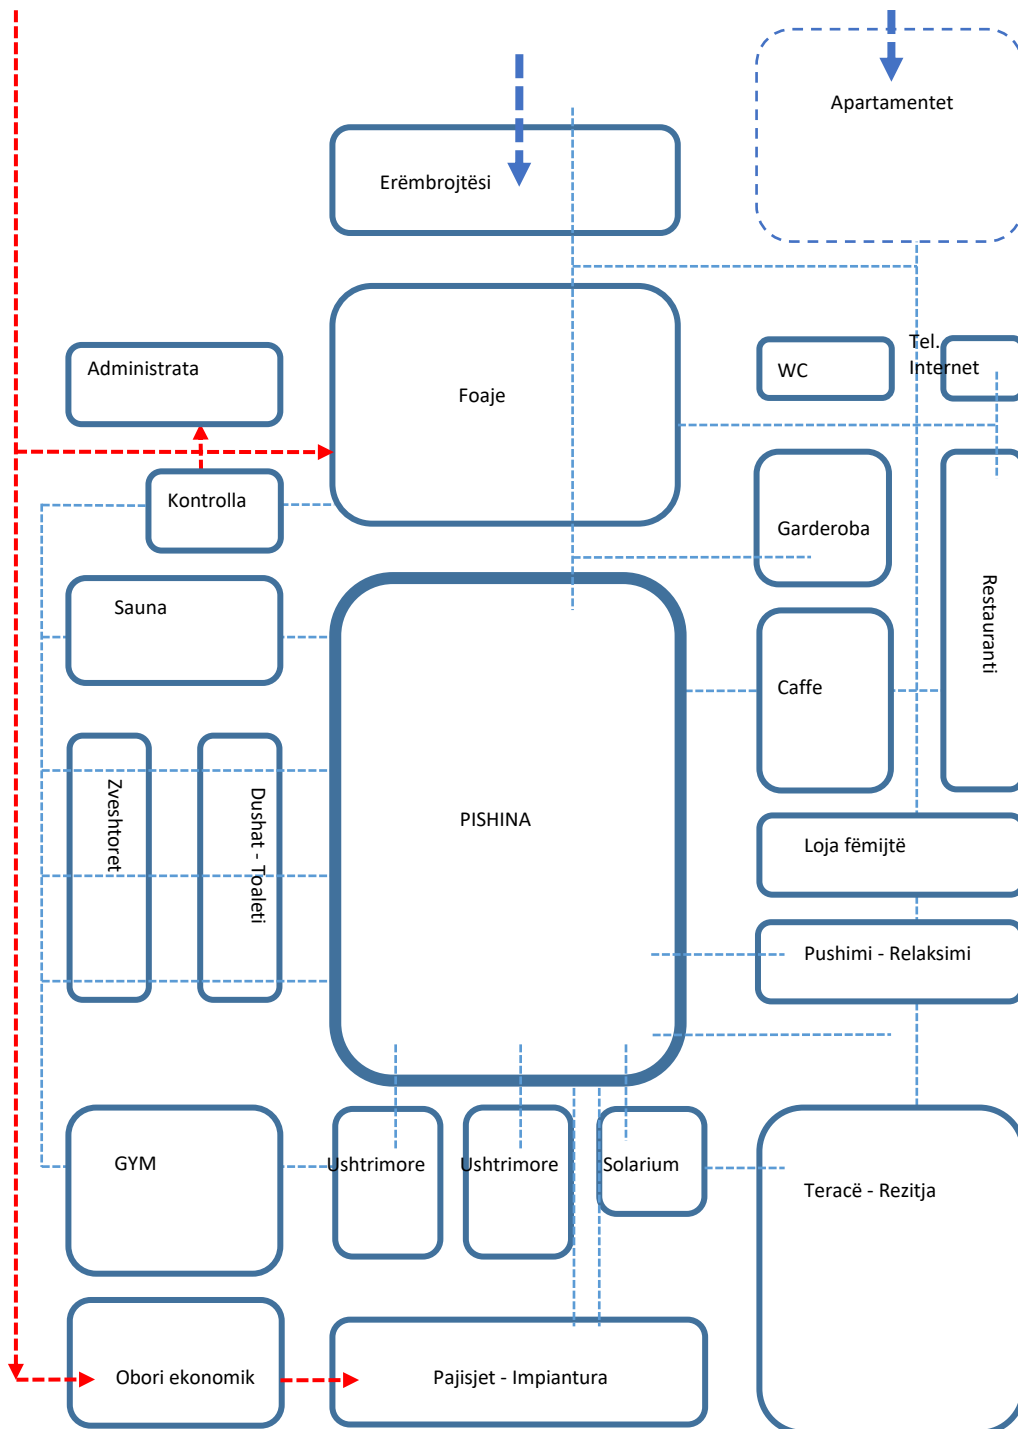 Apartamentet
Erëmbrojtësi
Administrata
Foaje
WC
Tel.
Internet
Kontrolla
Garderoba
Sauna
Restauranti
Caffe
Zveshtoret
Dushat - Toaleti
PISHINA
Loja fëmijtë
Pushimi - Relaksimi
GYM
Ushtrimore
Ushtrimore
Solarium
Teracë - Rezitja
Obori ekonomik
Pajisjet - Impiantura